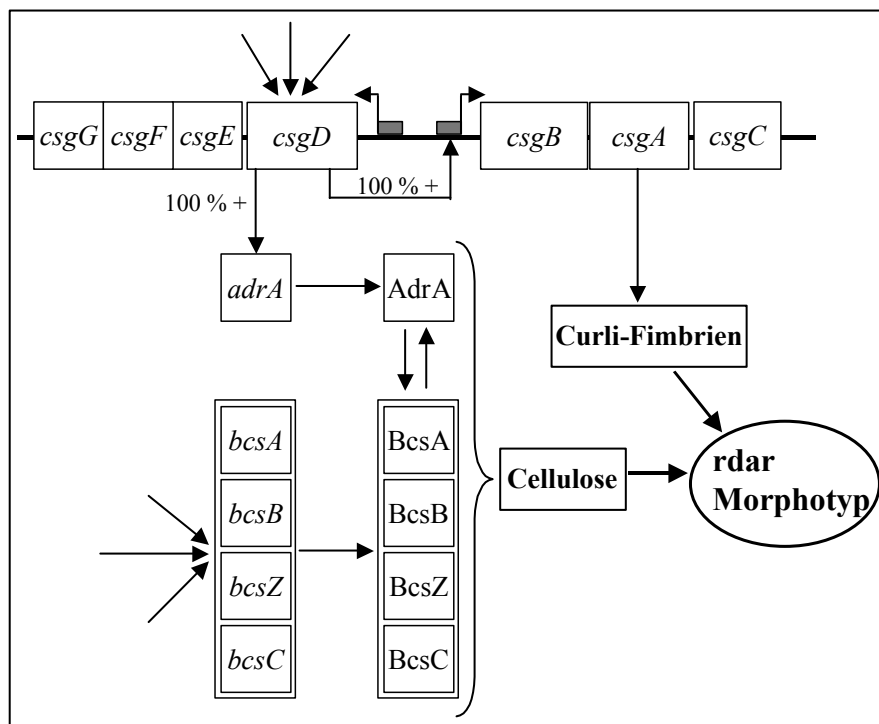 csgG csgF csgE csgD csgB csgA csgC
100 % +
100 % +
adrA AdrA
Curli-Fimbrien
bcsA BcsA
bcsB BcsB
bcsZ BcsZ
bcsC BcsC
Cellulose
rdar
Morphotyp